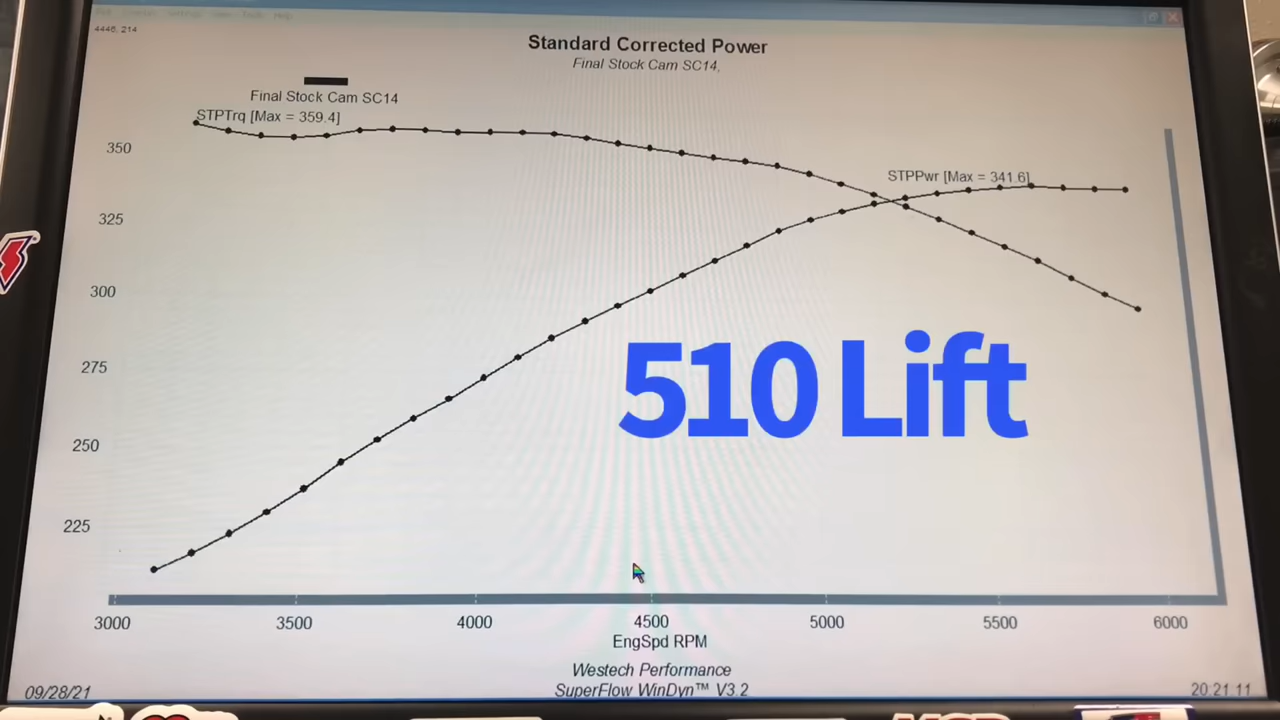 4446, 214
Standard Corrected Power
Final Stock Cam SC14,
Final Stock Cam SC14
STPTrq [Max = 359.4]
STPPwr [Max = 341.6]
350
325
300
275
250
225
510 Lift
3000 3500 4000 4500 5000 5500 6000
EngSpd RPM
Westech Performance
SuperFlow WinDyn™ V3.2
09/28/21
20:21:11